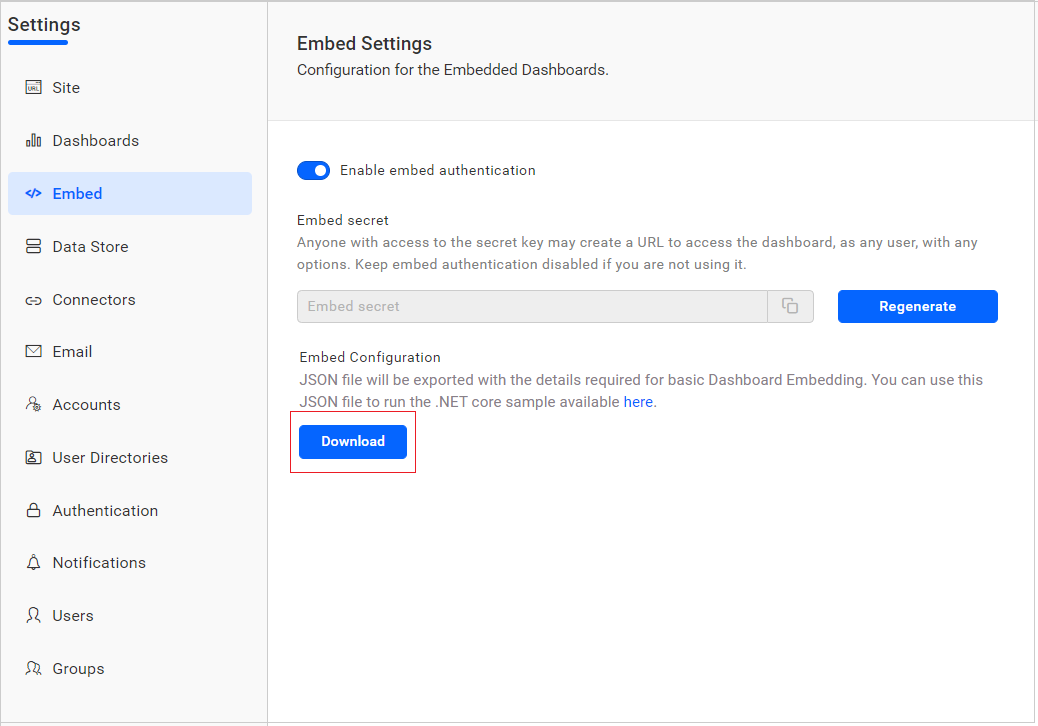 Settings
URL
Site
Dashboards
</> Embed
Data Store
Connectors
Email
Accounts
User Directories
Authentication
Notifications
Users
Groups
Embed Settings
Configuration for the Embedded Dashboards.
Enable embed authentication
Embed secret
Anyone with access to the secret key may create a URL to access the dashboard, as any user, with any
options. Keep embed authentication disabled if you are not using it.
Embed secret
Regenerate
Embed Configuration
JSON file will be exported with the details required for basic Dashboard Embedding. You can use this
JSON file to run the .NET core sample available here.
Download